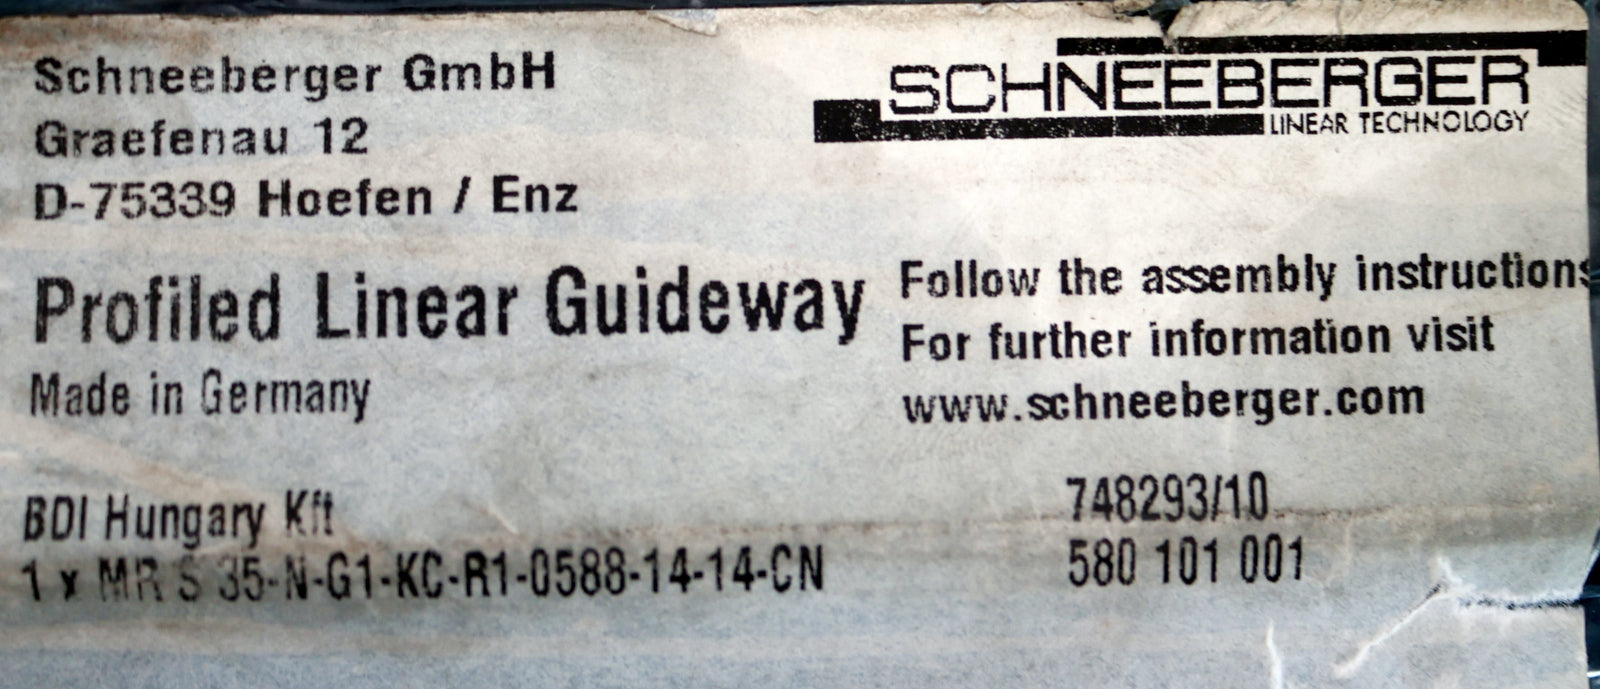 Schneeberger GmbH
Graefenau 12
D-75339 Hoefen / Enz
SCHNEEBERGER
LINEAR TECHNOLOGY
Profiled Linear Guideway
Made in Germany
Follow the assembly instructions
For further information visit
www.schneeberger.com
BDI Hungary Kft
748293/10
1 x MR S 35-N-G1-KC-R1-0588-14-14-CN
580 101 001